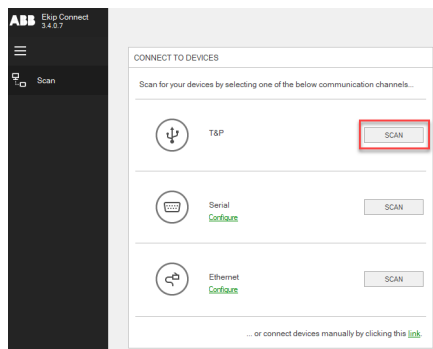 ABB Ekip Connect
3.4.0.7
Scan
CONNECT TO DEVICES
Scan for your devices by selecting one of the below communication channels...
T&P
SCAN
Serial
Configure
SCAN
Ethernet
Configure
SCAN
... or connect devices manually by clicking this link.